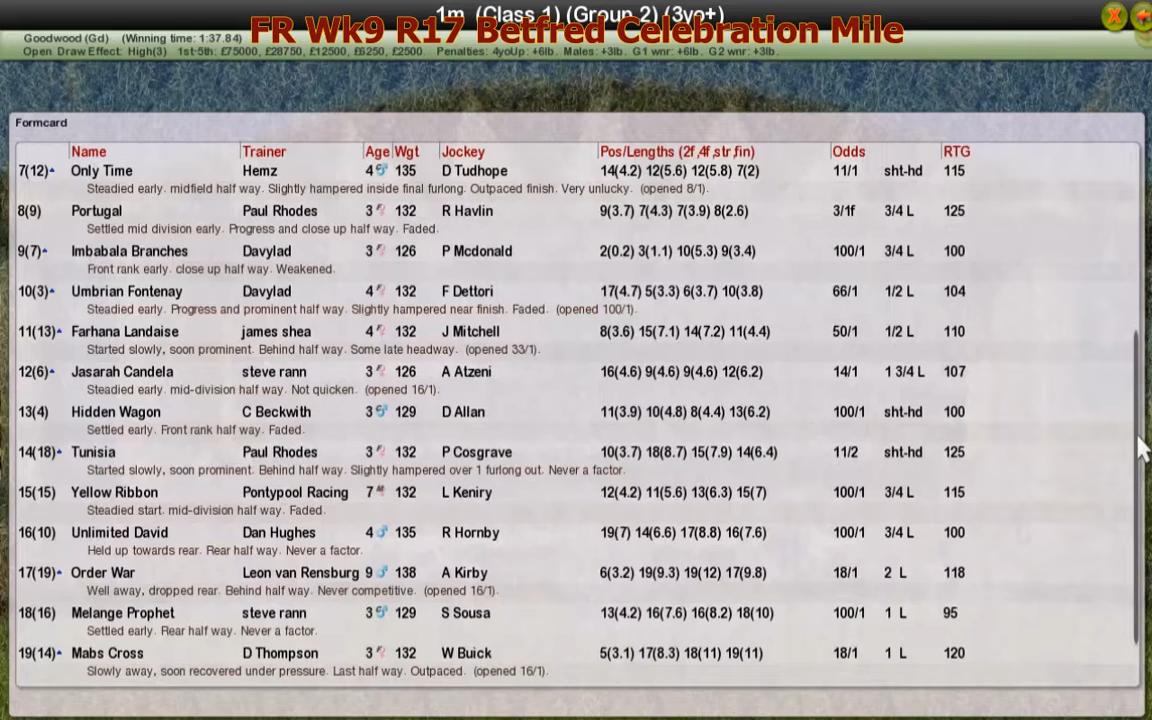 1m (Class 1) (Group 2) (3yo+)
FR Wk9 R17 Betfred Celebration Mile
Goodwood (Gd) (Winning time: 1:37.84)
Open Draw Effect: High(3) 1st-5th: £75000, £28750, £12500, £6250, £2500. Penalties: 4yoUp: +6lb. Males: +3lb. G1 wnr: +6lb. G2 wnr: +3lb.
Formcard
Name Trainer Age Wgt Jockey Pos/Lengths (2f,4f,str,fin) Odds RTG
7(12) Only Time Hemz 4 135 D Tudhope 14(4.2) 12(5.6) 12(5.8) 7(2) 11/1 sht-hd 115
Steadied early. midfield half way. Slightly hampered inside final furlong. Outpaced finish. Very unlucky. (opened 8/1).
8(9) Portugal Paul Rhodes 3 132 R Havlin 9(3.7) 7(4.3) 7(3.9) 8(2.6) 3/1f 3/4 L 125
Settled mid division early. Progress and close up half way. Faded.
9(7) Imbabala Branches Davylad 3 126 P Mcdonald 2(0.2) 3(1.1) 10(5.3) 9(3.4) 100/1 3/4 L 100
Front rank early. close up half way. Weakened.
10(3) Umbrian Fontenay Davylad 4 132 F Dettori 17(4.7) 5(3.3) 6(3.7) 10(3.8) 66/1 1/2 L 104
Steadied early. Progress and prominent half way. Slightly hampered near finish. Faded. (opened 100/1).
11(13) Farhana Landaise james shea 4 132 J Mitchell 8(3.6) 15(7.1) 14(7.2) 11(4.4) 50/1 1/2 L 110
Started slowly, soon prominent. Behind half way. Some late headway. (opened 33/1).
12(6) Jasarah Candela steve rann 3 126 A Atzeni 16(4.6) 9(4.6) 9(4.6) 12(6.2) 14/1 1 3/4 L 107
Steadied early. mid-division half way. Not quicken. (opened 16/1).
13(4) Hidden Wagon C Beckwith 3 129 D Allan 11(3.9) 10(4.8) 8(4.4) 13(6.2) 100/1 sht-hd 100
Settled early. Front rank half way. Faded.
14(18) Tunisia Paul Rhodes 3 132 P Cosgrave 10(3.7) 18(8.7) 15(7.9) 14(6.4) 11/2 sht-hd 125
Started slowly, soon prominent. Behind half way. Slightly hampered over 1 furlong out. Never a factor.
15(15) Yellow Ribbon Pontypool Racing 7 132 L Keniry 12(4.2) 11(5.6) 13(6.3) 15(7) 100/1 3/4 L 115
Steadied start. mid-division half way. Faded.
16(10) Unlimited David Dan Hughes 4 135 R Hornby 19(7) 14(6.6) 17(8.8) 16(7.6) 100/1 3/4 L 100
Held up towards rear. Rear half way. Never a factor.
17(19) Order War Leon van Rensburg 9 138 A Kirby 6(3.2) 19(9.3) 19(12) 17(9.8) 18/1 2 L 118
Well away, dropped rear. Behind half way. Never competitive. (opened 16/1).
18(16) Melange Prophet steve rann 3 129 S Sousa 13(4.2) 16(7.6) 16(8.2) 18(10) 100/1 1 L 95
Settled early. Rear half way. Never a factor.
19(14) Mabs Cross D Thompson 3 132 W Buick 5(3.1) 17(8.3) 18(11) 19(11) 18/1 1 L 120
Slowly away, soon recovered under pressure. Last half way. Outpaced. (opened 16/1).